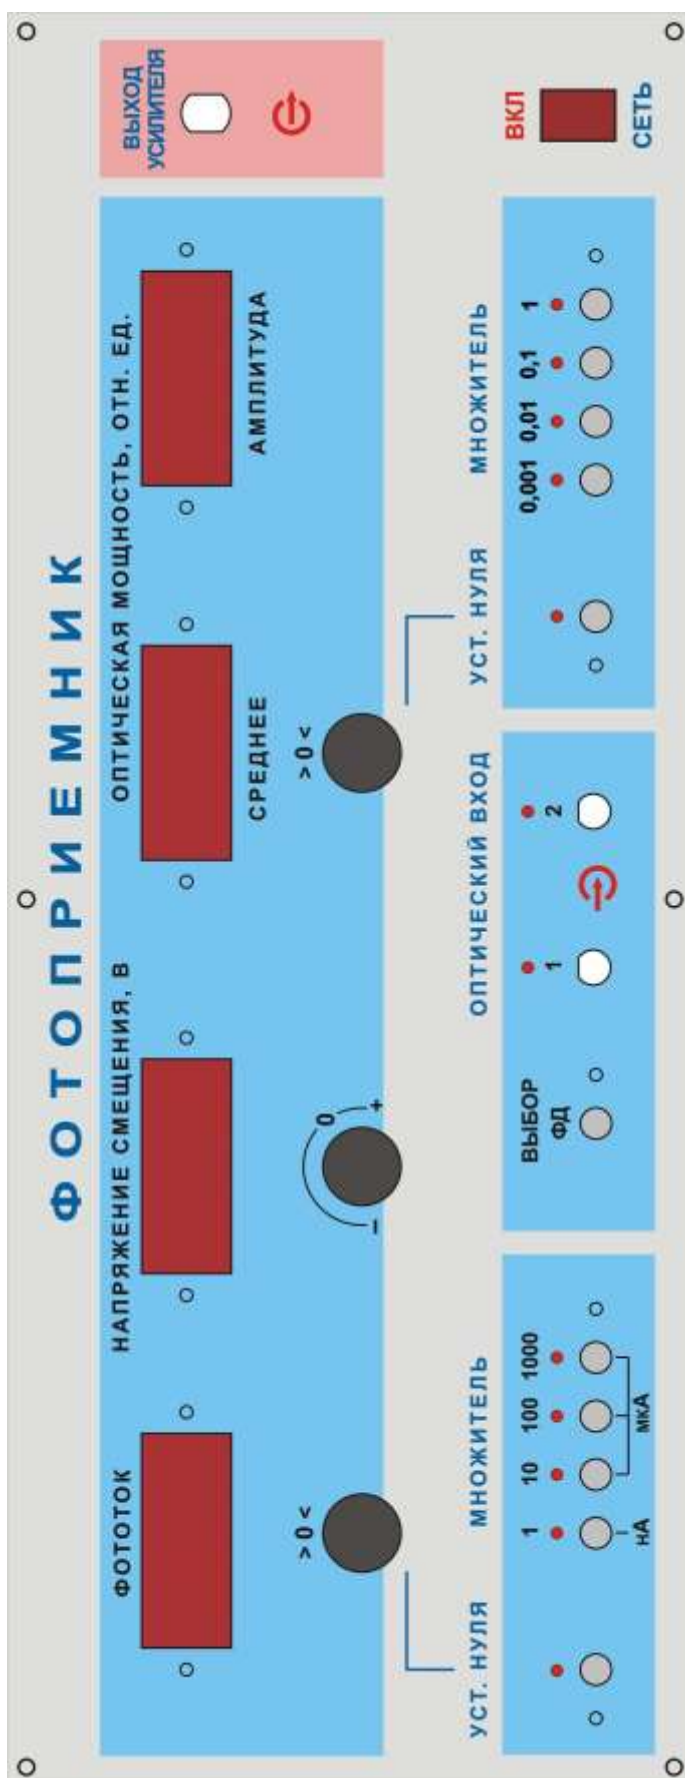 ФОТОПРИЕМНИК
ФОТОТОК
НАПРЯЖЕНИЕ СМЕЩЕНИЯ, В
ОПТИЧЕСКАЯ МОЩНОСТЬ, ОТН. ЕД.
ВЫХОД
УСИЛИТЕЛЯ
СРЕДНЕЕ
АМПЛИТУДА
>0<
0
− +
>0<
УСТ. НУЛЯ
МНОЖИТЕЛЬ
ОПТИЧЕСКИЙ ВХОД
УСТ. НУЛЯ
МНОЖИТЕЛЬ
1 10 100 1000
нА мкА
ВЫБОР
ФД
1 2
0,001 0,01 0,1 1
ВКЛ
СЕТЬ